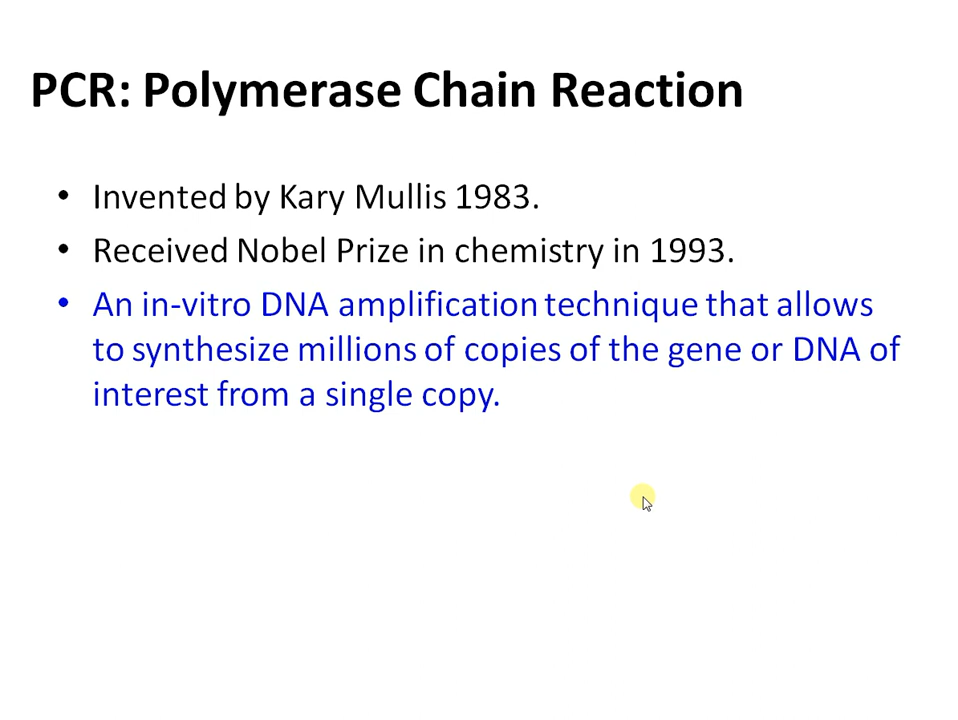 PCR: Polymerase Chain Reaction
• Invented by Kary Mullis 1983.
• Received Nobel Prize in chemistry in 1993.
• An in-vitro DNA amplification technique that allows
to synthesize millions of copies of the gene or DNA of
interest from a single copy.